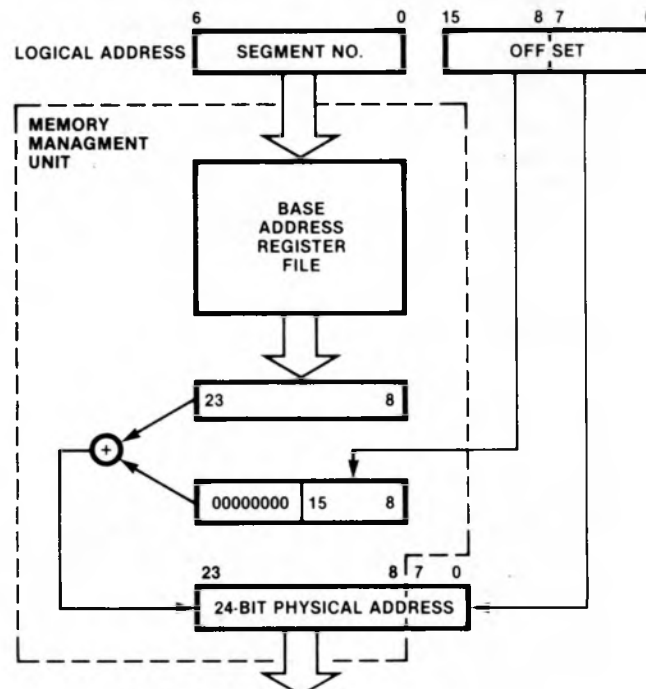 6 0 15 8 7
LOGICAL ADDRESS SEGMENT NO. OFF SET
MEMORY
MANAGMENT
UNIT
BASE
ADDRESS
REGISTER
FILE
23 8
+
00000000 15 8
23 8 7 0
24-BIT PHYSICAL ADDRESS